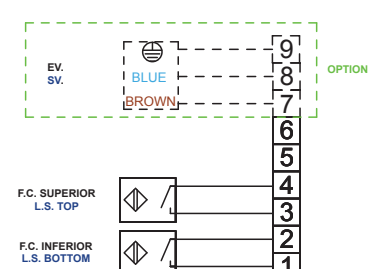 9
EV.
SV.
BLUE
8
OPTION
BROWN
7
6
5
4
F.C. SUPERIOR
L.S. TOP
3
2
F.C. INFERIOR
L.S. BOTTOM
1